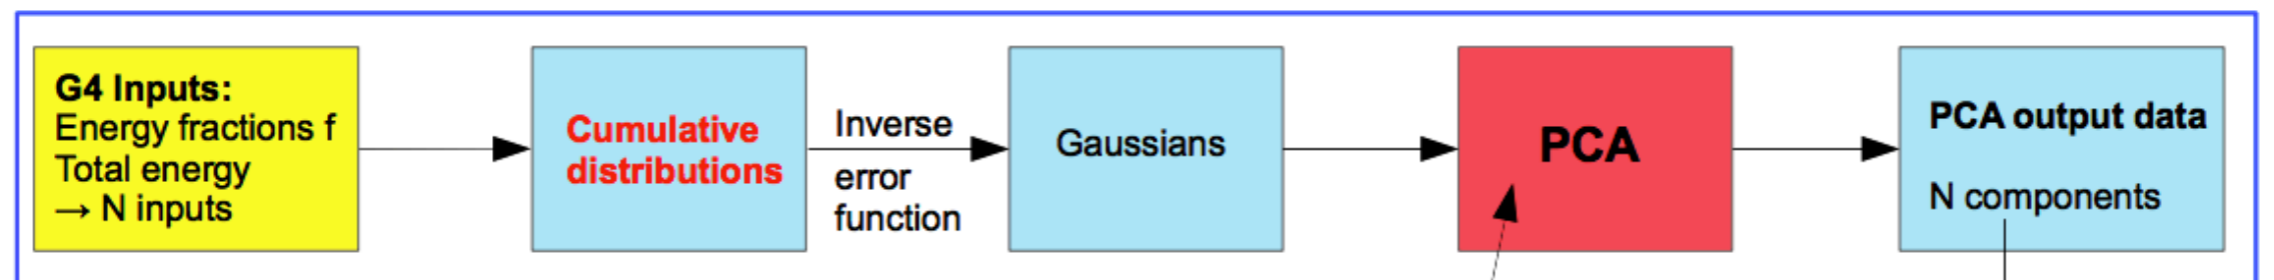 G4 Inputs:
Energy fractions f
Total energy
→ N inputs
Cumulative
distributions
Inverse
error
function
Gaussians
PCA
PCA output data
N components